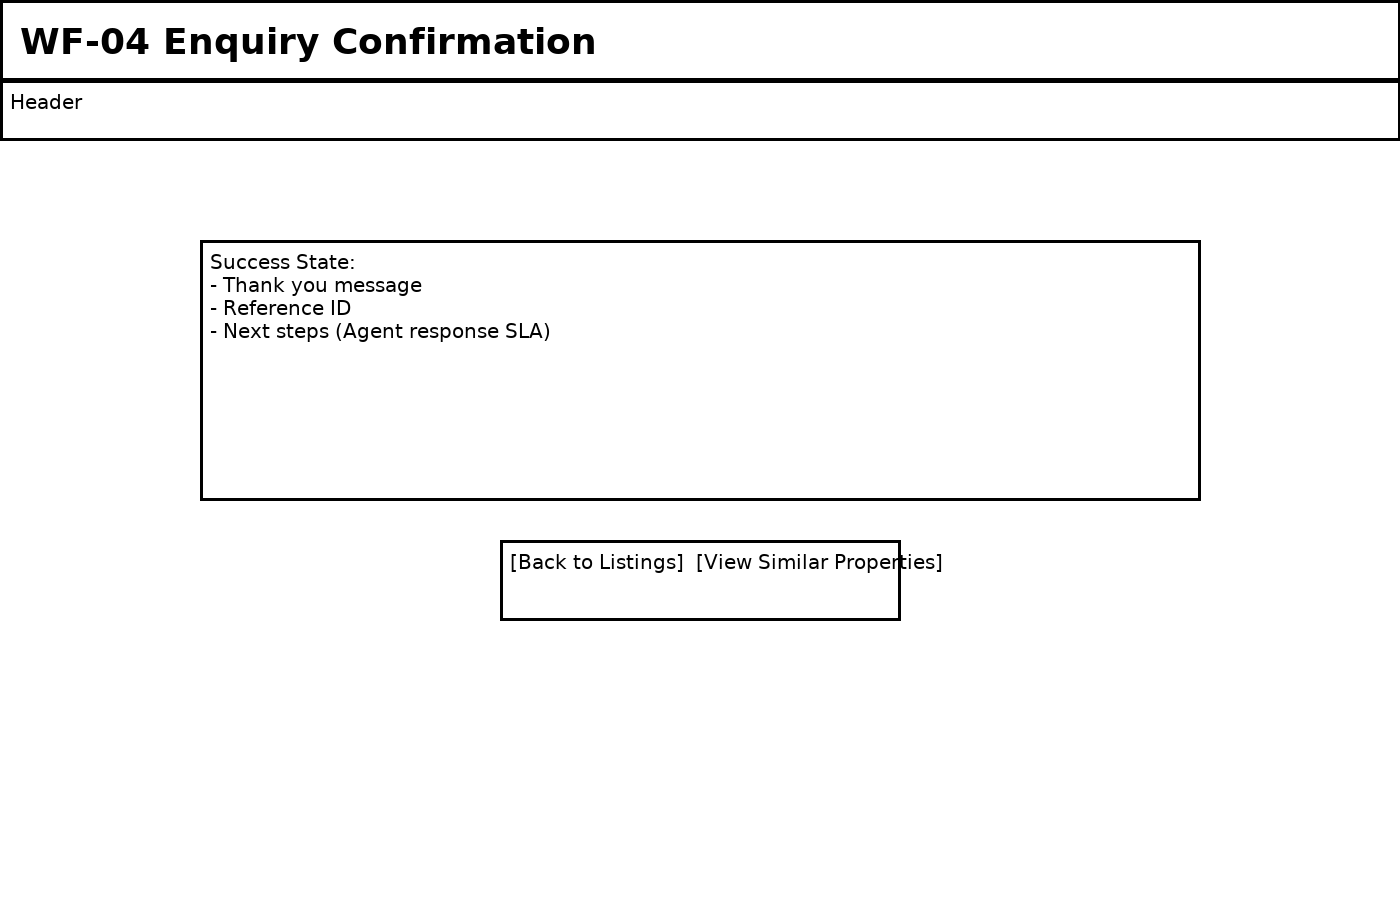 WF-04 Enquiry Confirmation
Header
Success State:
- Thank you message
- Reference ID
- Next steps (Agent response SLA)
[Back to Listings]  [View Similar Properties]